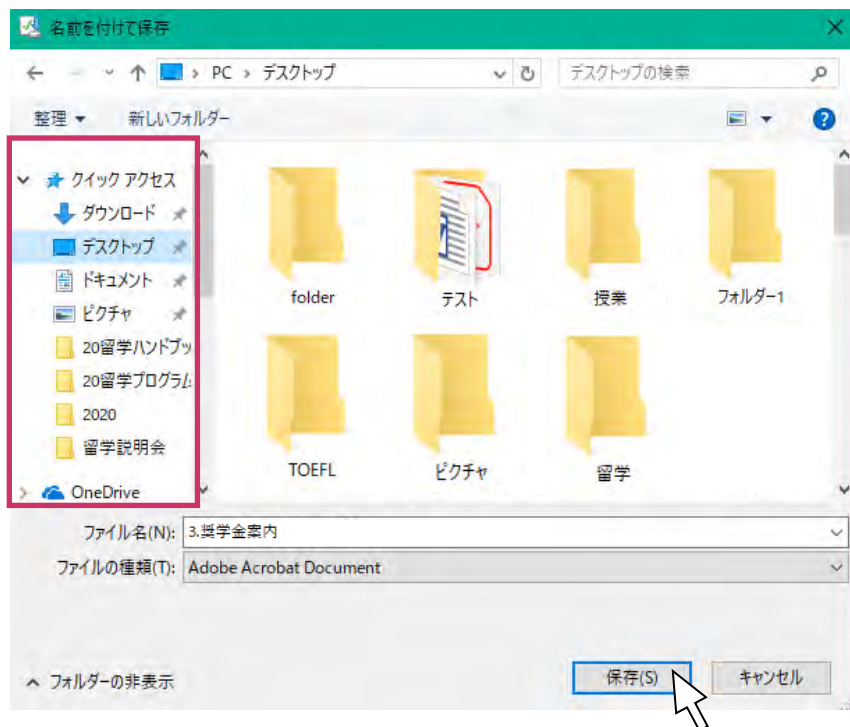 名前を付けて保存
PC > デスクトップ
デスクトップの検索
整理 新しいフォルダー
クイック アクセス
ダウンロード
デスクトップ
ドキュメント
ピクチャ
20留学ハンドブッ
20留学プログラム
2020
留学説明会
OneDrive
folder テスト 授業 フォルダー1
TOEFL ピクチャ 留学
ファイル名(N): 3.奨学金案内
ファイルの種類(T): Adobe Acrobat Document
フォルダーの非表示
保存(S) キャンセル